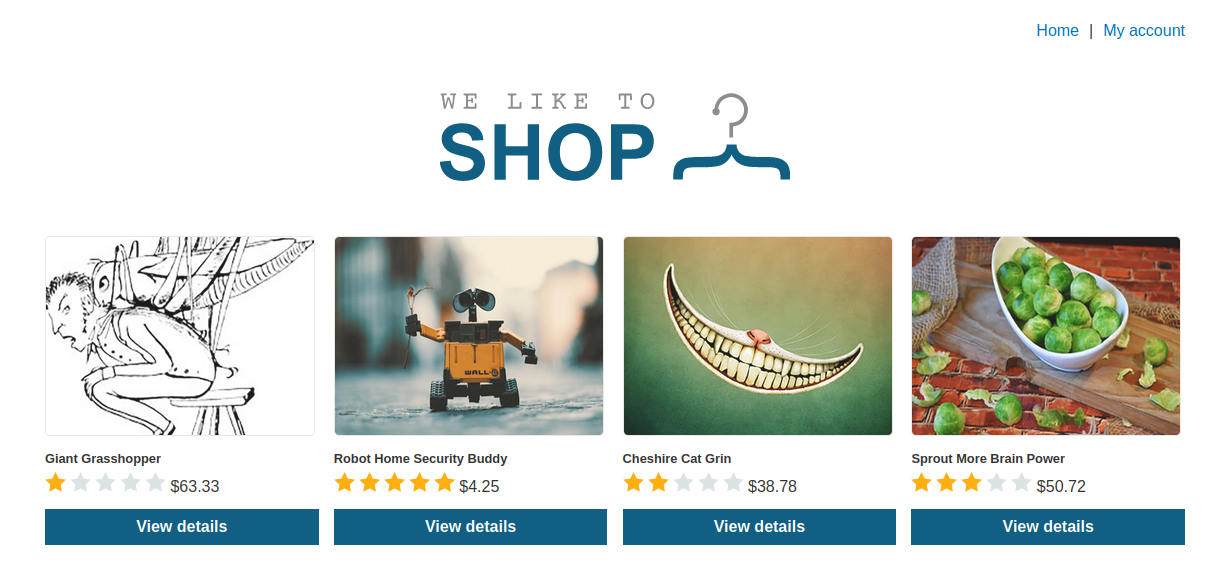 Home | My account
WE LIKE TO
SHOP
WALL·E
Giant Grasshopper
$63.33
View details
Robot Home Security Buddy
$4.25
View details
Cheshire Cat Grin
$38.78
View details
Sprout More Brain Power
$50.72
View details